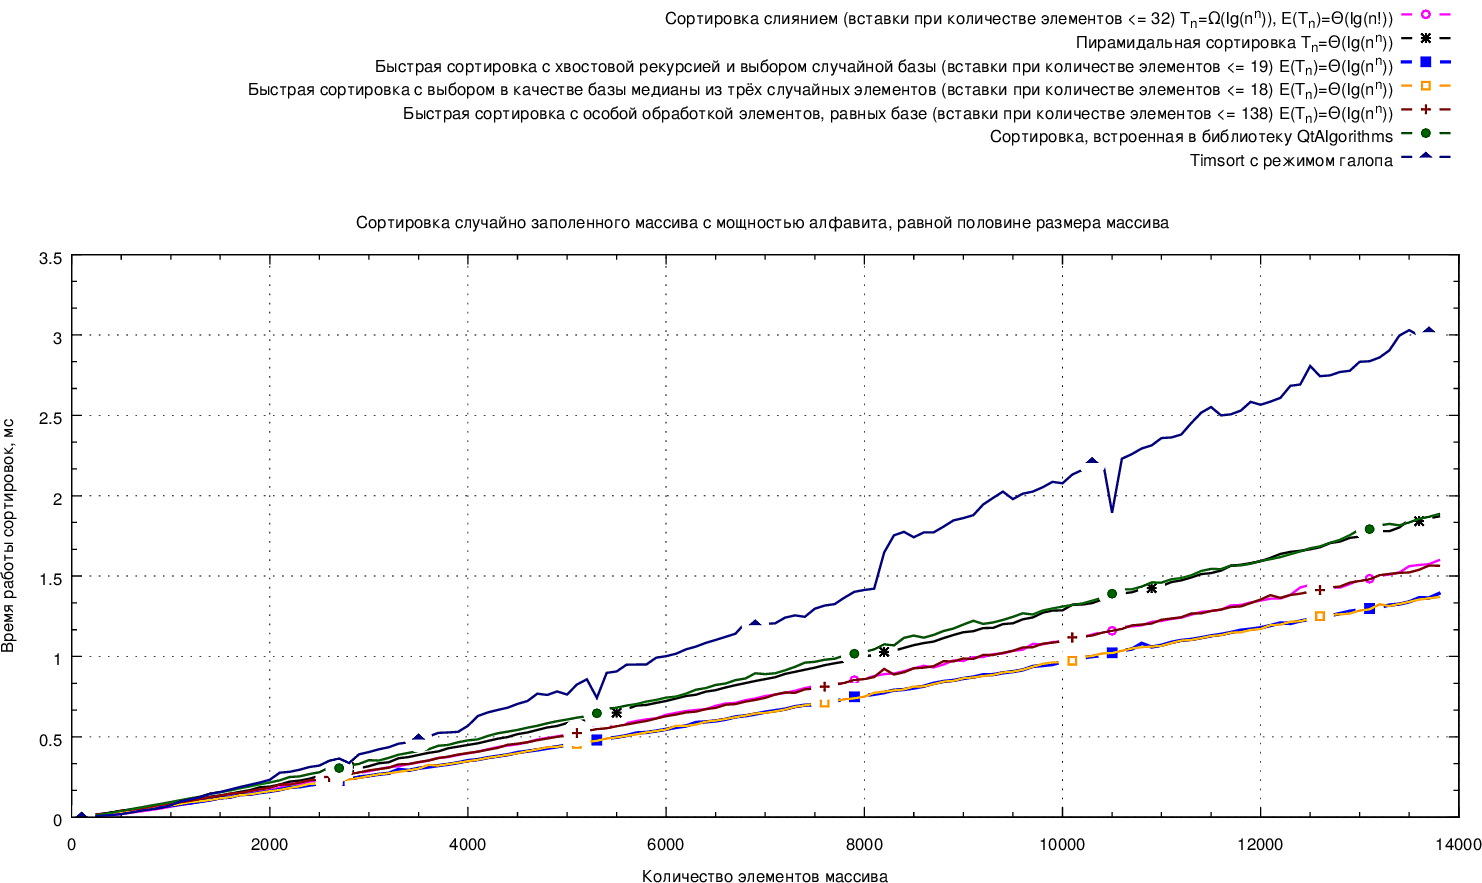 Сортировка слиянием (вставки при количестве элементов <= 32) Tn=Ω(lg(nⁿ)), E(Tn)=Θ(lg(n!))
Пирамидальная сортировка Tn=Θ(lg(nⁿ))
Быстрая сортировка с хвостовой рекурсией и выбором случайной базы (вставки при количестве элементов <= 19) E(Tn)=Θ(lg(nⁿ))
Быстрая сортировка с выбором в качестве базы медианы из трёх случайных элементов (вставки при количестве элементов <= 18) E(Tn)=Θ(lg(nⁿ))
Быстрая сортировка с особой обработкой элементов, равных базе (вставки при количестве элементов <= 138) E(Tn)=Θ(lg(nⁿ))
Сортировка, встроенная в библиотеку QtAlgorithms
Timsort с режимом галопа
Сортировка случайно заполенного массива с мощностью алфавита, равной половине размера массива
3.5
3
2.5
2
1.5
1
0.5
0
Время работы сортировок, мс
0 2000 4000 6000 8000 10000 12000 14000
Количество элементов массива